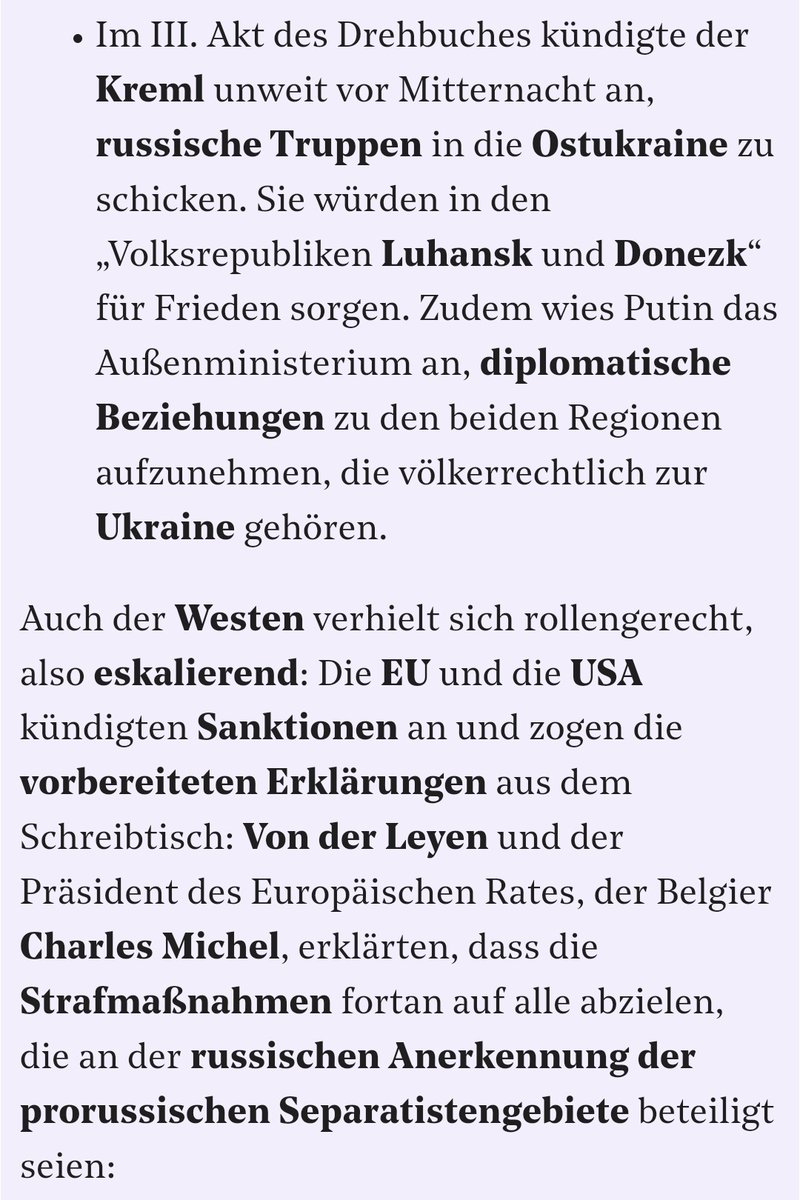 • Im III. Akt des Drehbuches kündigte der
Kreml unweit vor Mitternacht an,
russische Truppen in die Ostukraine zu
schicken. Sie würden in den
„Volksrepubliken Luhansk und Donezk“
für Frieden sorgen. Zudem wies Putin das
Außenministerium an, diplomatische
Beziehungen zu den beiden Regionen
aufzunehmen, die völkerrechtlich zur
Ukraine gehören.
Auch der Westen verhielt sich rollengerecht,
also eskalierend: Die EU und die USA
kündigten Sanktionen an und zogen die
vorbereiteten Erklärungen aus dem
Schreibtisch: Von der Leyen und der
Präsident des Europäischen Rates, der Belgier
Charles Michel, erklärten, dass die
Strafmaßnahmen fortan auf alle abzielen,
die an der russischen Anerkennung der
prorussischen Separatistengebiete beteiligt
seien: